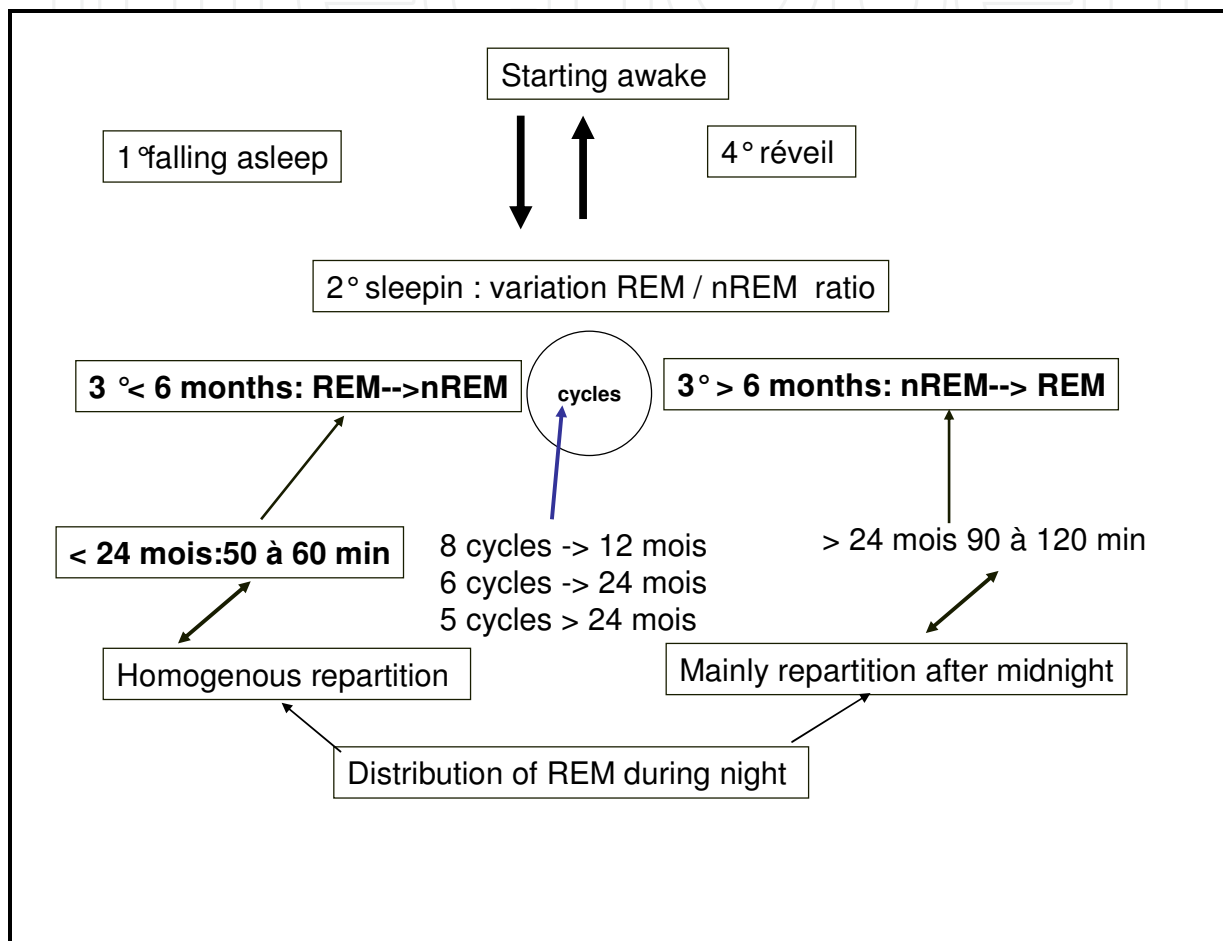 Starting awake
1°falling asleep
4° réveil
2° sleepin : variation REM / nREM ratio
3 °< 6 months: REM-->nREM
cycles
3° > 6 months: nREM--> REM
< 24 mois:50 à 60 min
8 cycles -> 12 mois
6 cycles -> 24 mois
5 cycles > 24 mois
> 24 mois 90 à 120 min
Homogenous repartition
Mainly repartition after midnight
Distribution of REM during night